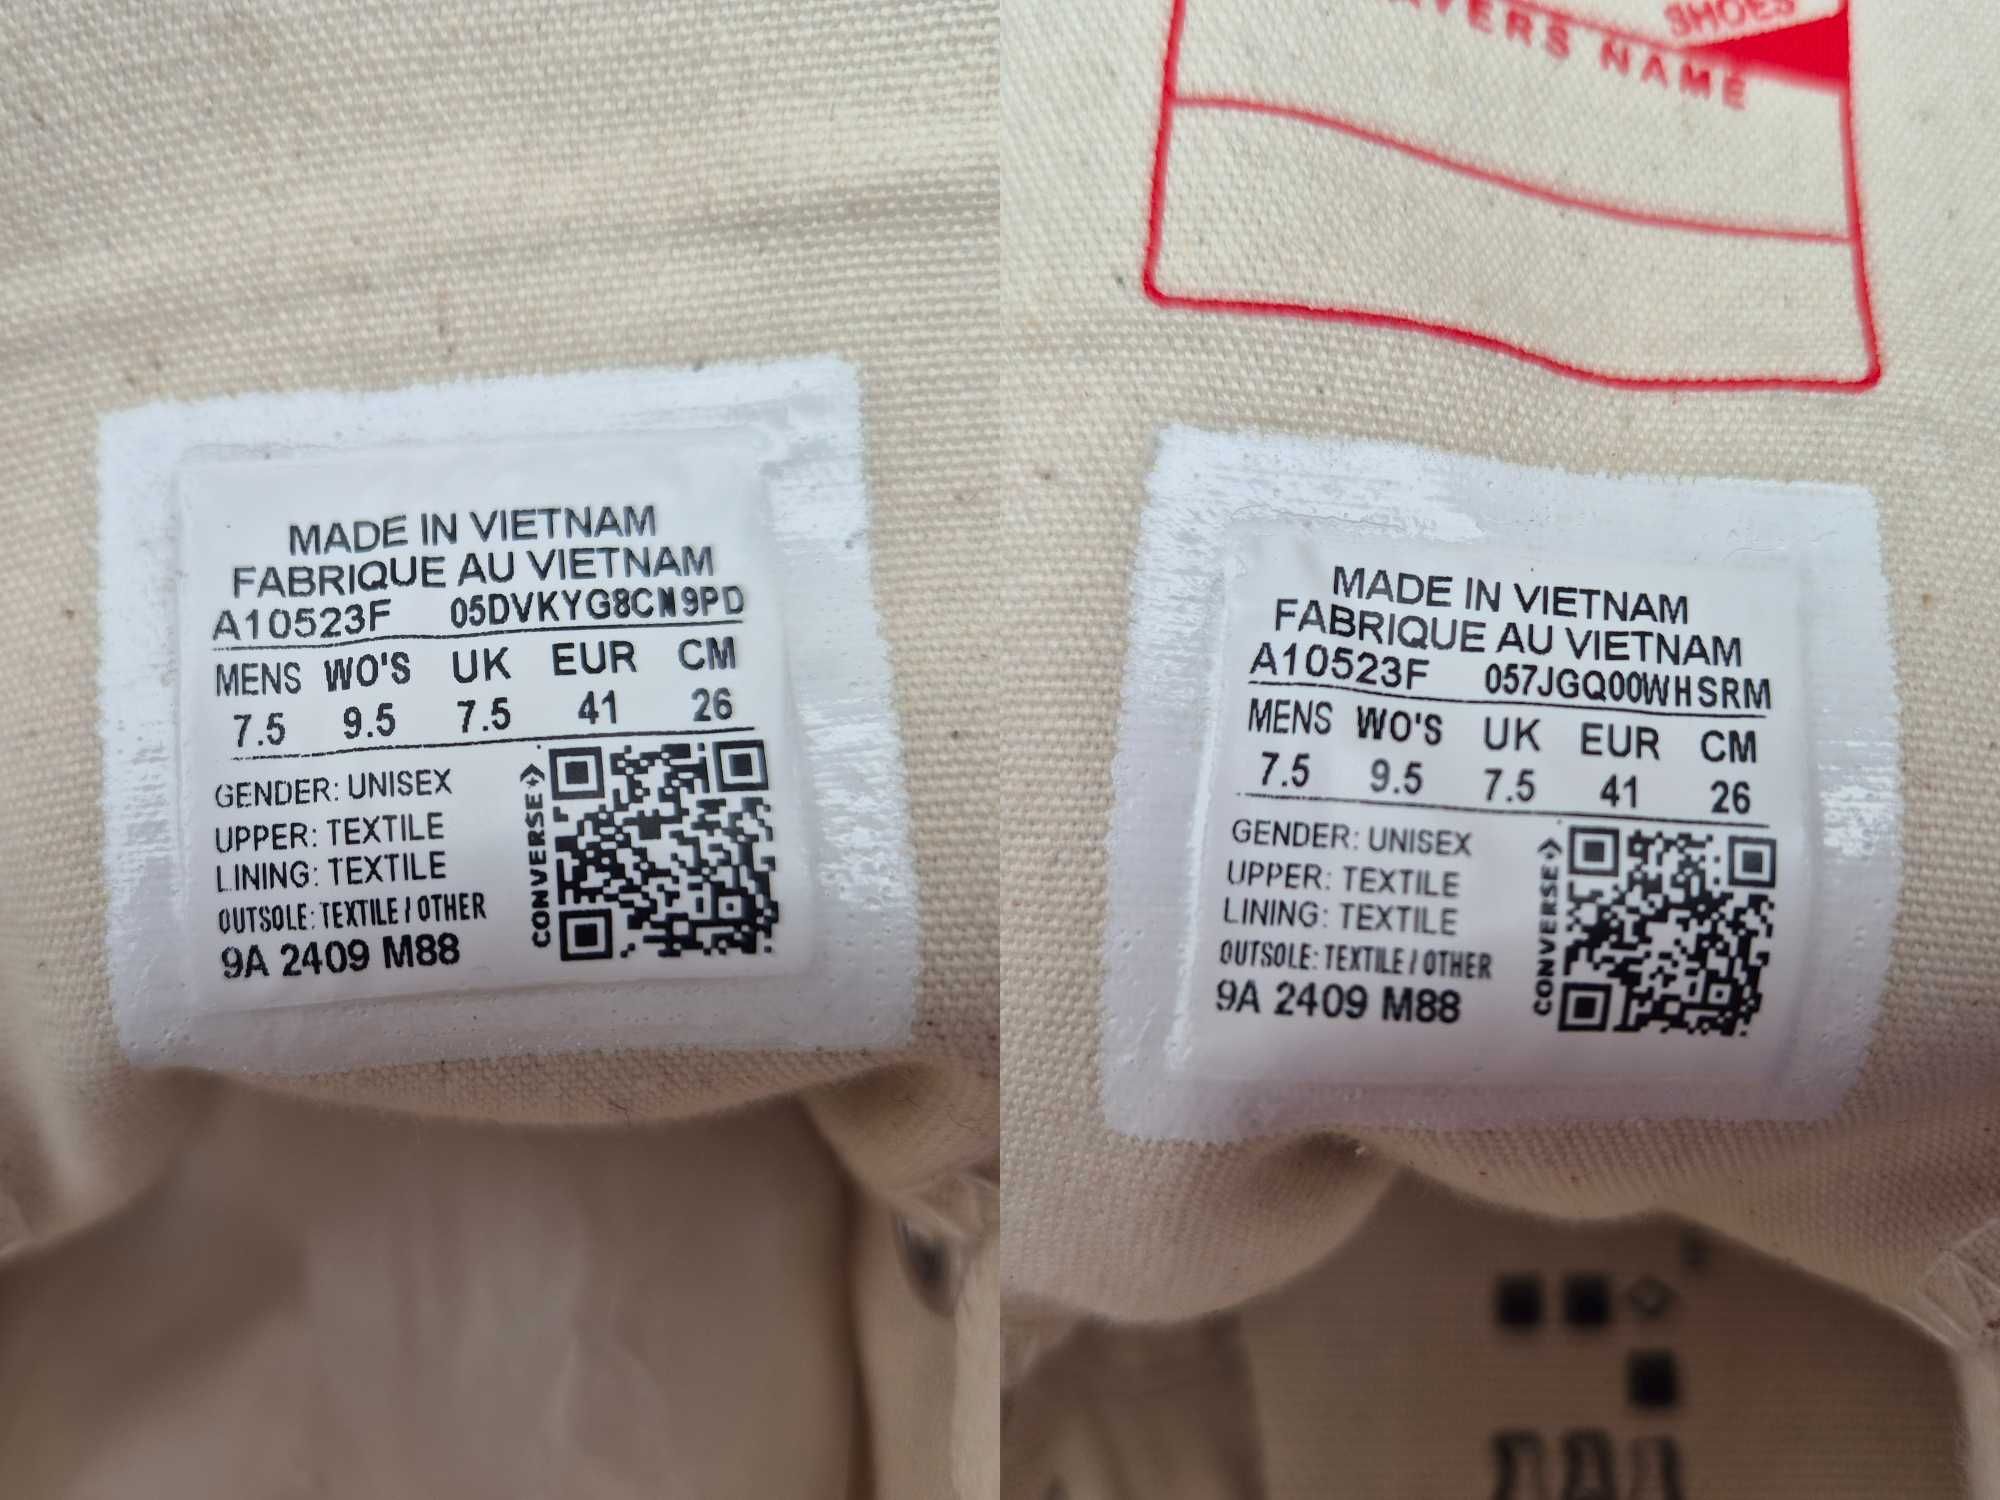 MADE IN VIETNAM
FABRIQUE AU VIETNAM
A10523F 05DVKYG8CN9PD
MENS WO'S UK EUR CM
7.5 9.5 7.5 41 26
GENDER: UNISEX
UPPER: TEXTILE
LINING: TEXTILE
OUTSOLE: TEXTILE / OTHER
9A 2409 M88
CONVERSE
SHOES
NAME
MADE IN VIETNAM
FABRIQUE AU VIETNAM
A10523F 057JGQ00WHSRM
MENS WO'S UK EUR CM
7.5 9.5 7.5 41 26
GENDER: UNISEX
UPPER: TEXTILE
LINING: TEXTILE
OUTSOLE: TEXTILE / OTHER
9A 2409 M88
CONVERSE